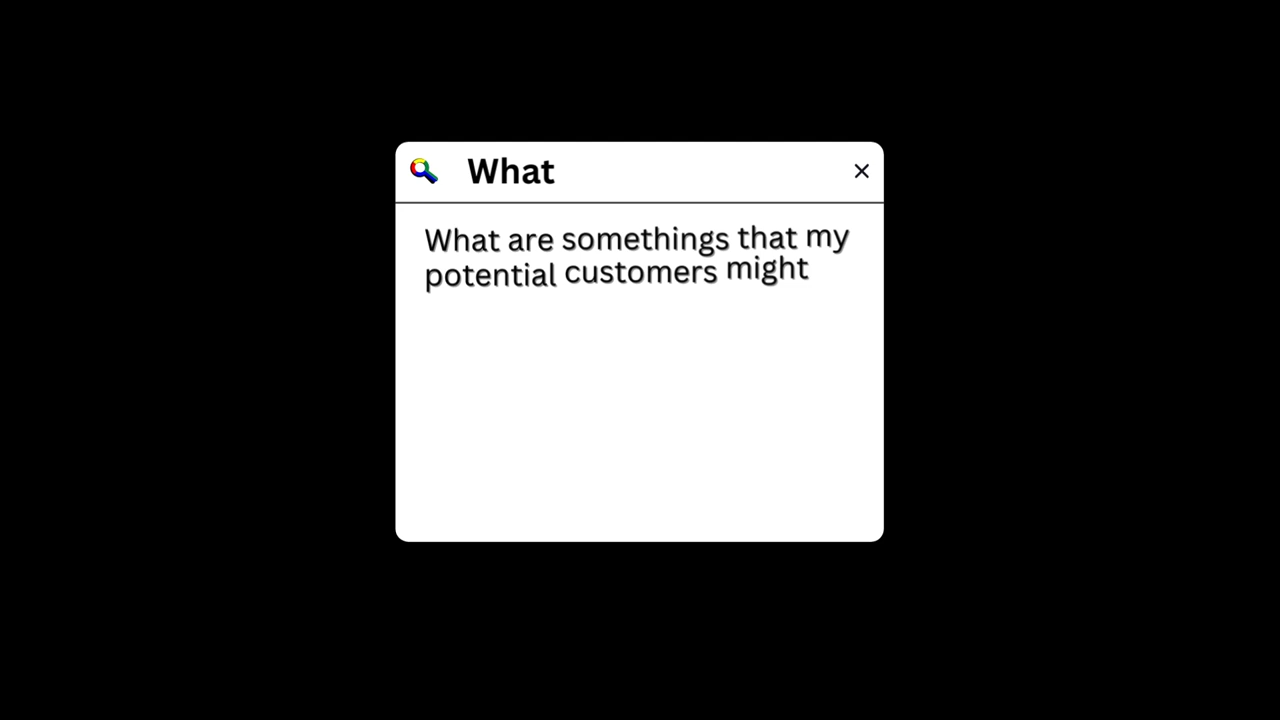 What
What are somethings that my
potential customers might